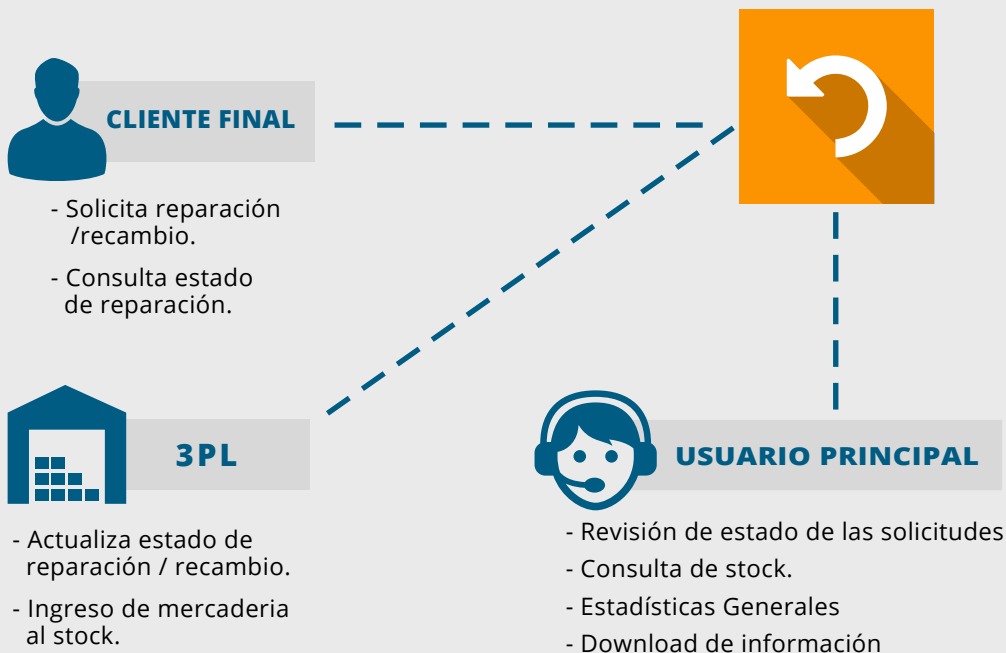 CLIENTE FINAL
- Solicita reparación
/recambio.
- Consulta estado
de reparación.
3PL
- Actualiza estado de
reparación / recambio.
- Ingreso de mercaderia
al stock.
USUARIO PRINCIPAL
- Revisión de estado de las solicitudes
- Consulta de stock.
- Estadísticas Generales
- Download de información